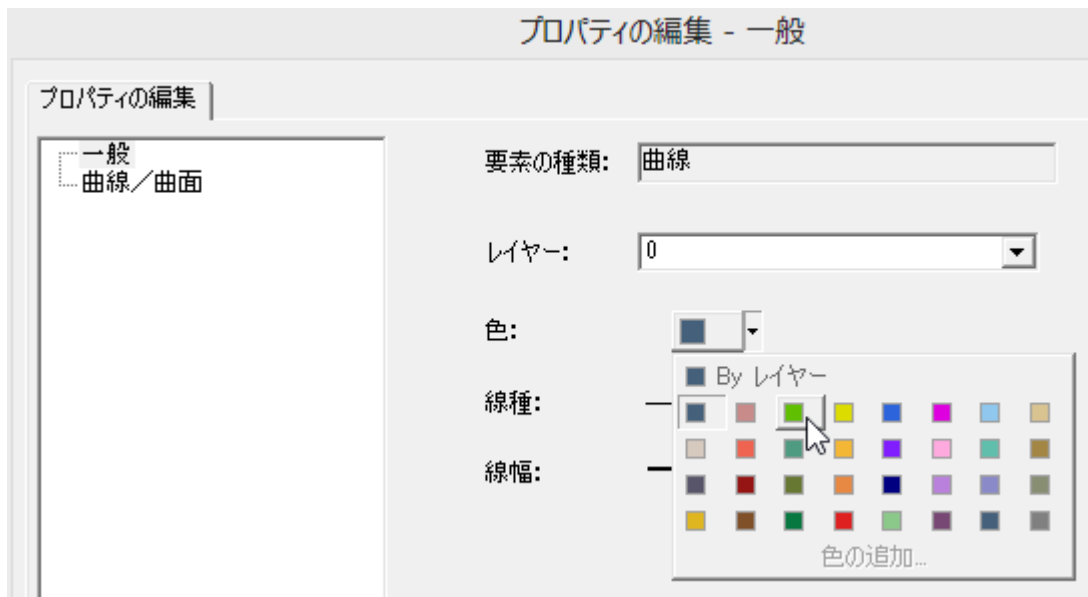 プロパティの編集 - 一般
プロパティの編集
一般
曲線／曲面
要素の種類: 曲線
レイヤー: 0
色:
By レイヤー
線種:
線幅:
色の追加...